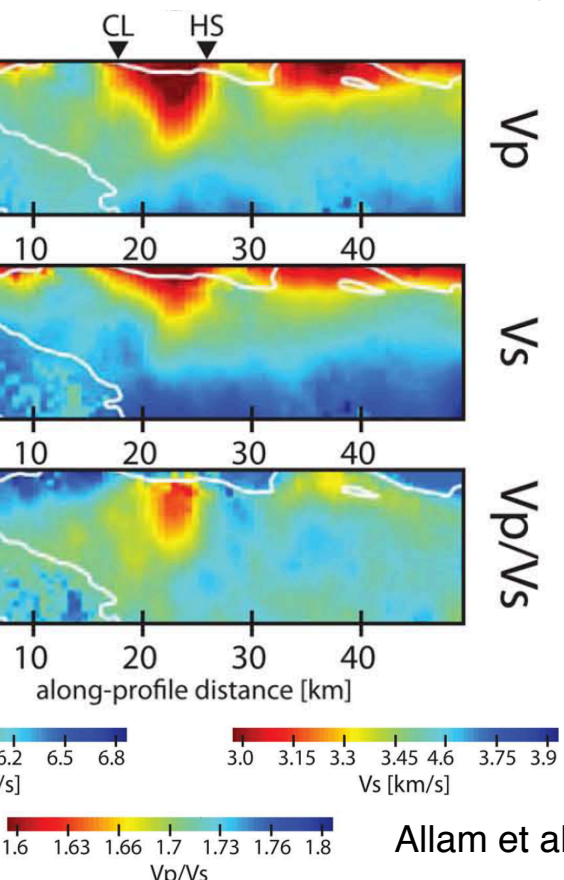 CL HS
Vp
10 20 30 40
Vs
10 20 30 40
Vp/Vs
10 20 30 40
along-profile distance [km]
6.2 6.5 6.8
/s]
3.0 3.15 3.3 3.45 4.6 3.75 3.9
Vs [km/s]
1.6 1.63 1.66 1.7 1.73 1.76 1.8
Vp/Vs
Allam et al